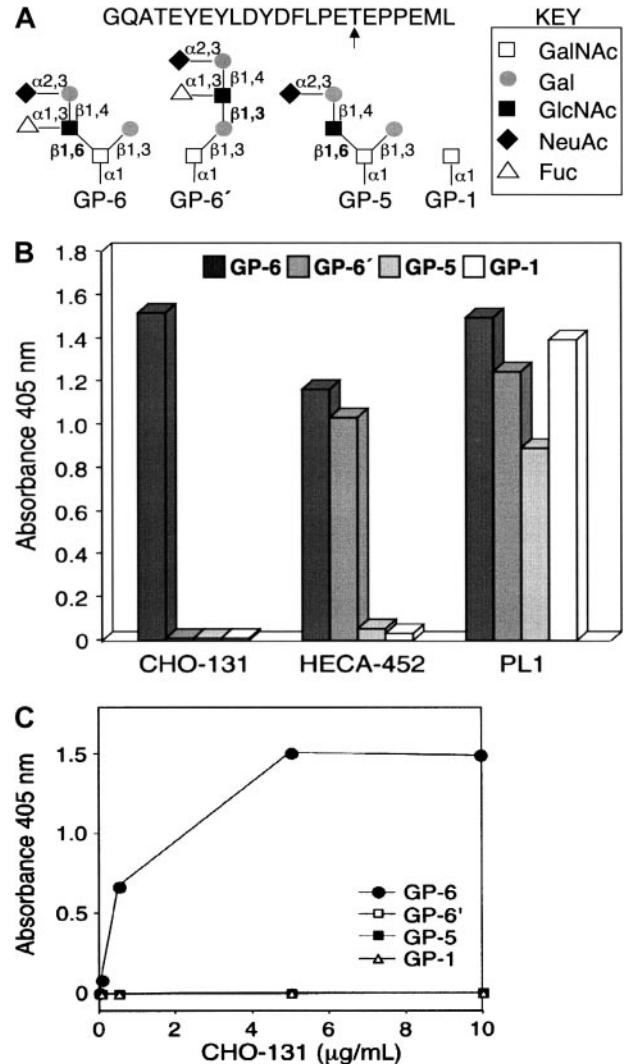 A GQATEYEYLDYDFLPETEPPEML KEY
GalNAc
Gal
GlcNAc
NeuAc
Fuc
α2,3 α1,3 β1,4 β1,6 β1,3 α1
GP-6
α2,3 α1,3 β1,4 β1,3 β1,3 α1
GP-6´
α2,3 β1,4 β1,6 β1,3 α1
GP-5
α1
GP-1
B
GP-6 GP-6´ GP-5 GP-1
Absorbance 405 nm
1.8
1.6
1.4
1.2
1.0
0.8
0.6
0.4
0.2
0
CHO-131 HECA-452 PL1
C
Absorbance 405 nm
1.5
1.0
0.5
0
GP-6
GP-6'
GP-5
GP-1
0 2 4 6 8 10
CHO-131 (μg/mL)